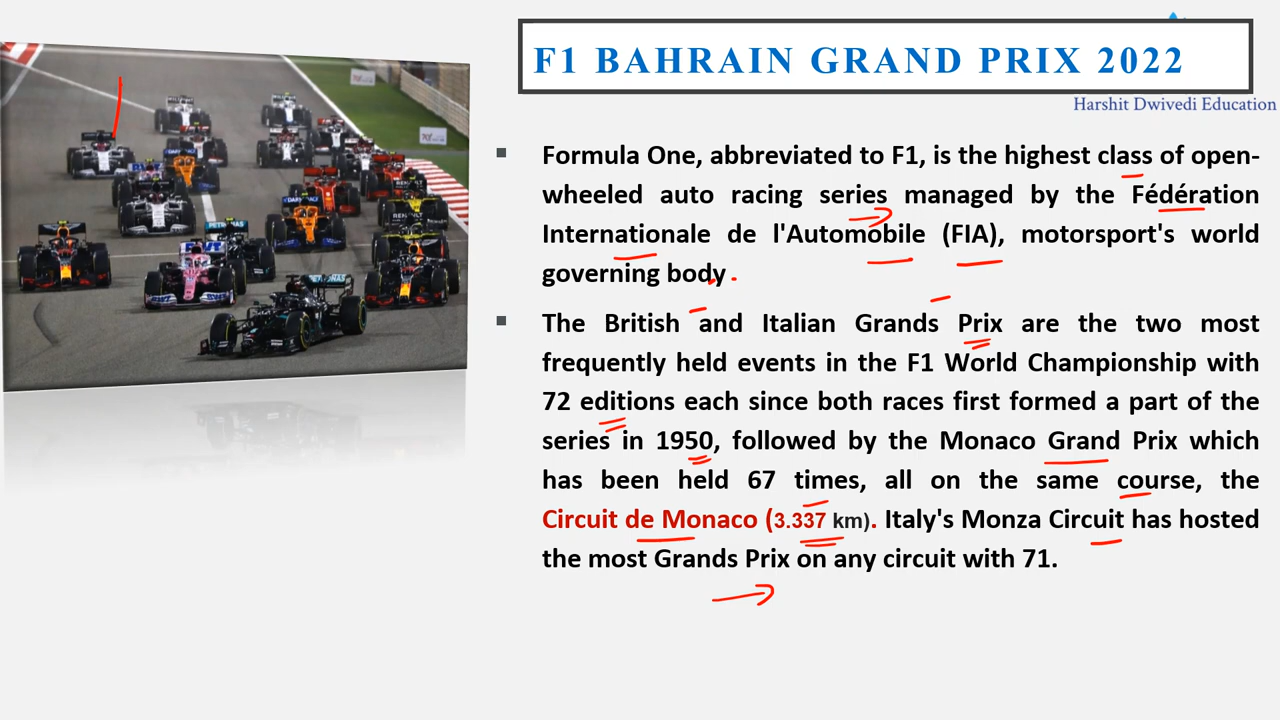 F1 BAHRAIN GRAND PRIX 2022
Harshit Dwivedi Education
Formula One, abbreviated to F1, is the highest class of open-
wheeled auto racing series managed by the Fédération
Internationale de l'Automobile (FIA), motorsport's world
governing body.
The British and Italian Grands Prix are the two most
frequently held events in the F1 World Championship with
72 editions each since both races first formed a part of the
series in 1950, followed by the Monaco Grand Prix which
has been held 67 times, all on the same course, the
Circuit de Monaco (3.337 km). Italy's Monza Circuit has hosted
the most Grands Prix on any circuit with 71.
PETRONAS
PETRONAS